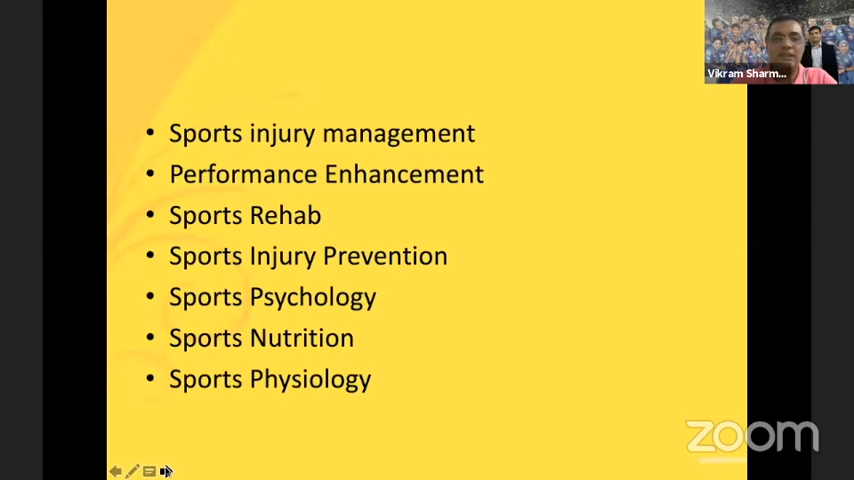 Vikram Sharm...
• Sports injury management
• Performance Enhancement
• Sports Rehab
• Sports Injury Prevention
• Sports Psychology
• Sports Nutrition
• Sports Physiology
zoom